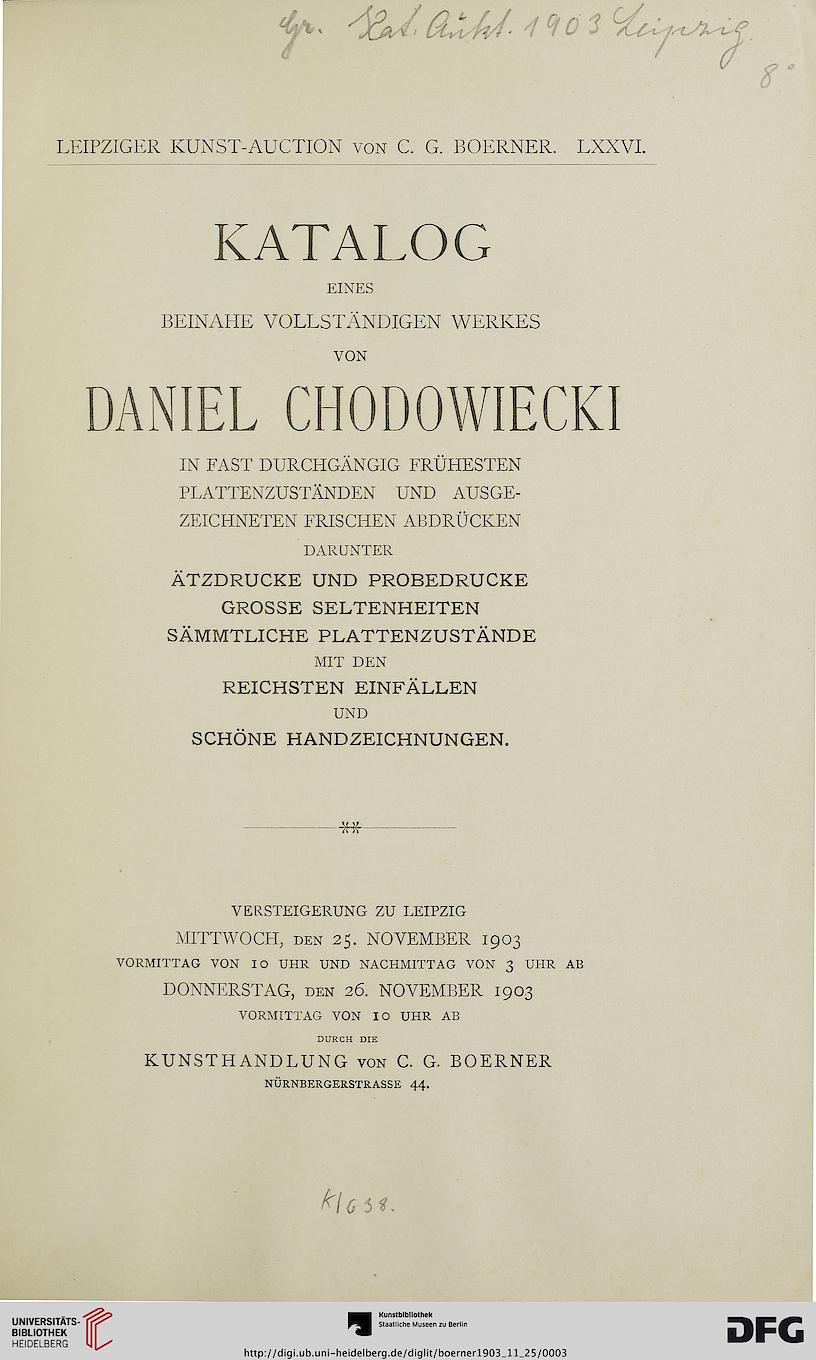 Gr. Kat. Aukt. 1903 Leipzig.
8°
LEIPZIGER KUNST-AUCTION VON C. G. BOERNER. LXXVI.
KATALOG
EINES
BEINAHE VOLLSTÄNDIGEN WERKES
VON
DANIEL CHODOWIECKI
IN FAST DURCHGÄNGIG FRÜHESTEN
PLATTENZUSTÄNDEN UND AUSGE-
ZEICHNETEN FRISCHEN ABDRÜCKEN
DARUNTER
ÄTZDRUCKE UND PROBEDRUCKE
GROSSE SELTENHEITEN
SÄMMTLICHE PLATTENZUSTÄNDE
MIT DEN
REICHSTEN EINFÄLLEN
UND
SCHÖNE HANDZEICHNUNGEN.
VERSTEIGERUNG ZU LEIPZIG
MITTWOCH, DEN 25. NOVEMBER 1903
VORMITTAG VON 10 UHR UND NACHMITTAG VON 3 UHR AB
DONNERSTAG, DEN 26. NOVEMBER 1903
VORMITTAG VON 10 UHR AB
DURCH DIE
KUNSTHANDLUNG VON C. G. BOERNER
NÜRNBERGERSTRASSE 44.
UNIVERSITÄTS-
BIBLIOTHEK
HEIDELBERG
Kunstbibliothek
Staatliche Museen zu Berlin
DFG
http://digi.ub.uni-heidelberg.de/diglit/boerner1903_11_25/0003